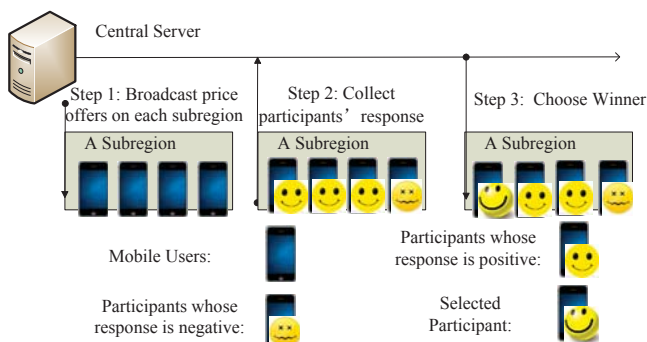 Central Server
Step 1: Broadcast price
offers on each subregion
Step 2: Collect
participants’ response
Step 3: Choose Winner
A Subregion
A Subregion
A Subregion
Mobile Users:
Participants whose
response is positive:
Participants whose
response is negative:
Selected
Participant: